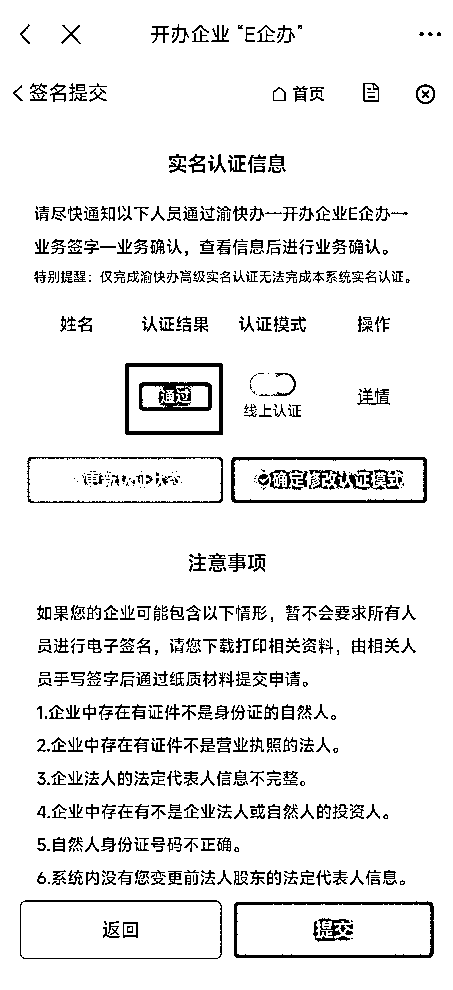 开办企业 “E企办”
签名提交 首页
实名认证信息
请尽快通知以下人员通过渝快办一开办企业E企办一
业务签字一业务确认，查看信息后进行业务确认。
特别提醒：仅完成渝快办高级实名认证无法完成本系统实名认证。
姓名 认证结果 认证模式 操作
通过 线上认证 详情
重新认证状态 确定修改认证模式
注意事项
如果您的企业可能包含以下情形，暂不会要求所有人
员进行电子签名，请您下载打印相关资料，由相关人
员手写签字后通过纸质材料提交申请。
1.企业中存在有证件不是身份证的自然人。
2.企业中存在有证件不是营业执照的法人。
3.企业法人的法定代表人信息不完整。
4.企业中存在有不是企业法人或自然人的投资人。
5.自然人身份证号码不正确。
6.系统内没有您变更前法人股东的法定代表人信息。
返回 提交